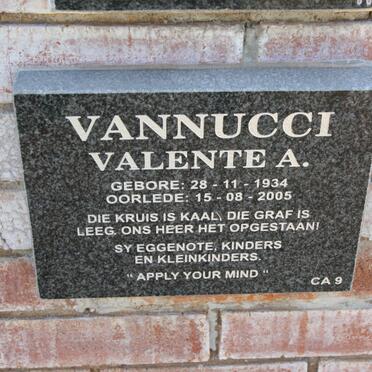 VANNUCCI
VALENTE A.
GEBORE: 28 - 11 - 1934
OORLEDE: 15 - 08 - 2005
DIE KRUIS IS KAAL, DIE GRAF IS
LEEG. ONS HEER HET OPGESTAAN!
SY EGGENOTE, KINDERS
EN KLEINKINDERS.
" APPLY YOUR MIND "
CA 9